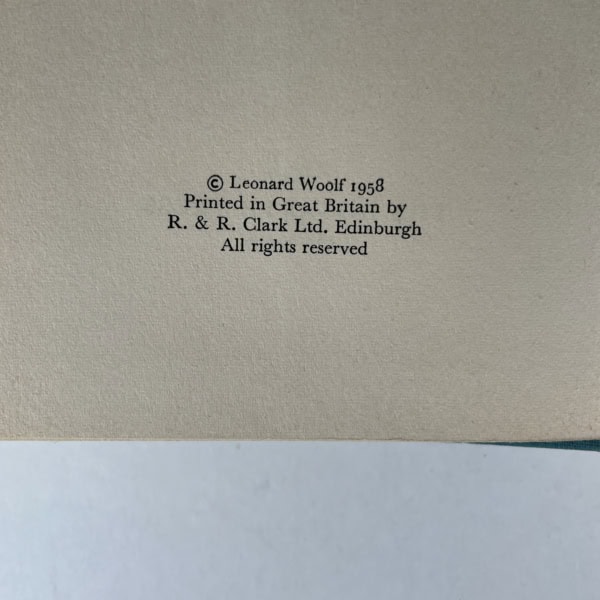 © Leonard Woolf 1958
Printed in Great Britain by
R. & R. Clark Ltd. Edinburgh
All rights reserved